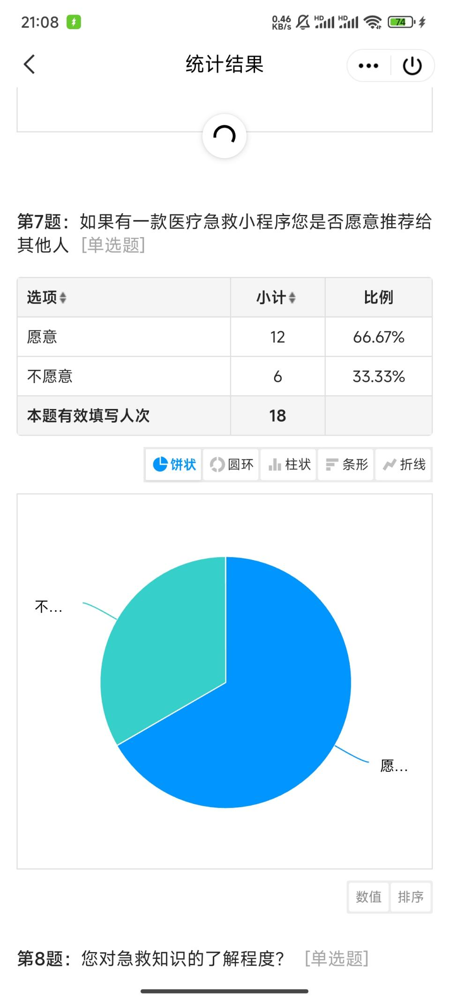 21:08
0.46 KB/s HD HD 74
统计结果
第7题：如果有一款医疗急救小程序您是否愿意推荐给
其他人 [单选题]
选项 小计 比例
愿意 12 66.67%
不愿意 6 33.33%
本题有效填写人次 18
饼状 圆环 柱状 条形 折线
不...
愿...
数值 排序
第8题：您对急救知识的了解程度？ [单选题]